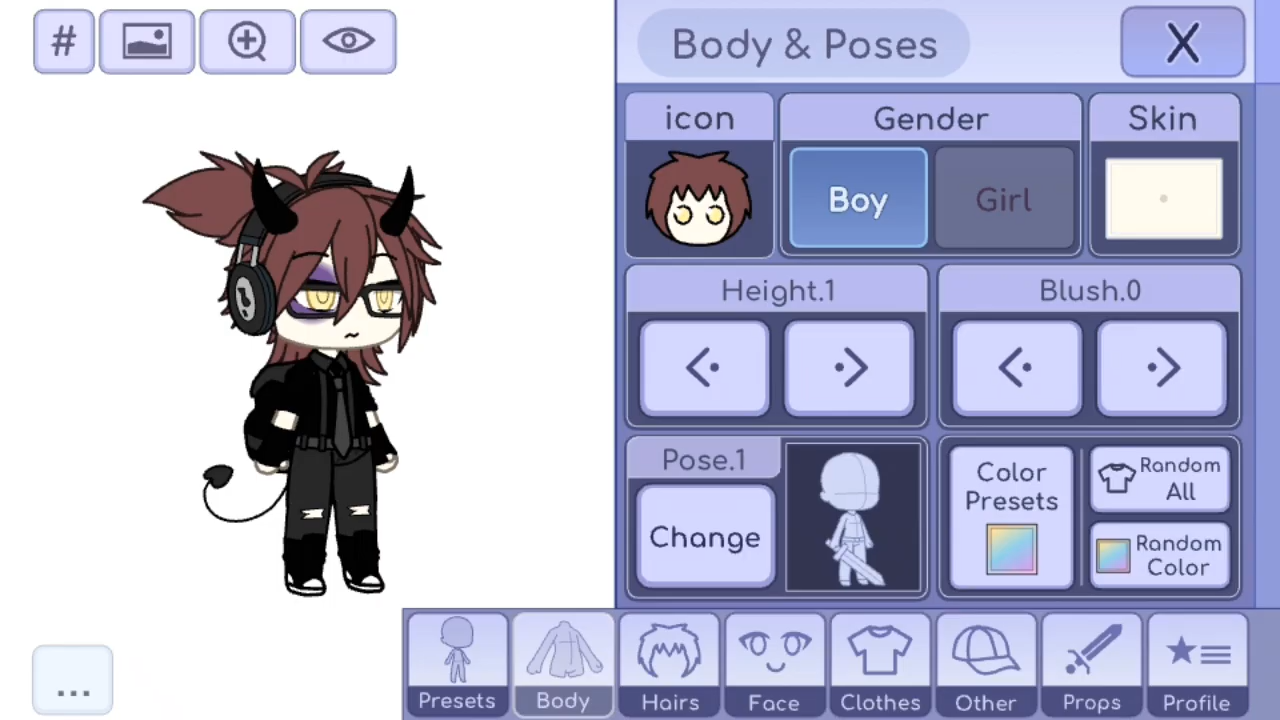 #
Body & Poses
X
icon
Gender
Skin
Boy
Girl
Height.1
Blush.0
Pose.1
Change
Color
Presets
Random
All
Random
Color
...
Presets
Body
Hairs
Face
Clothes
Other
Props
Profile